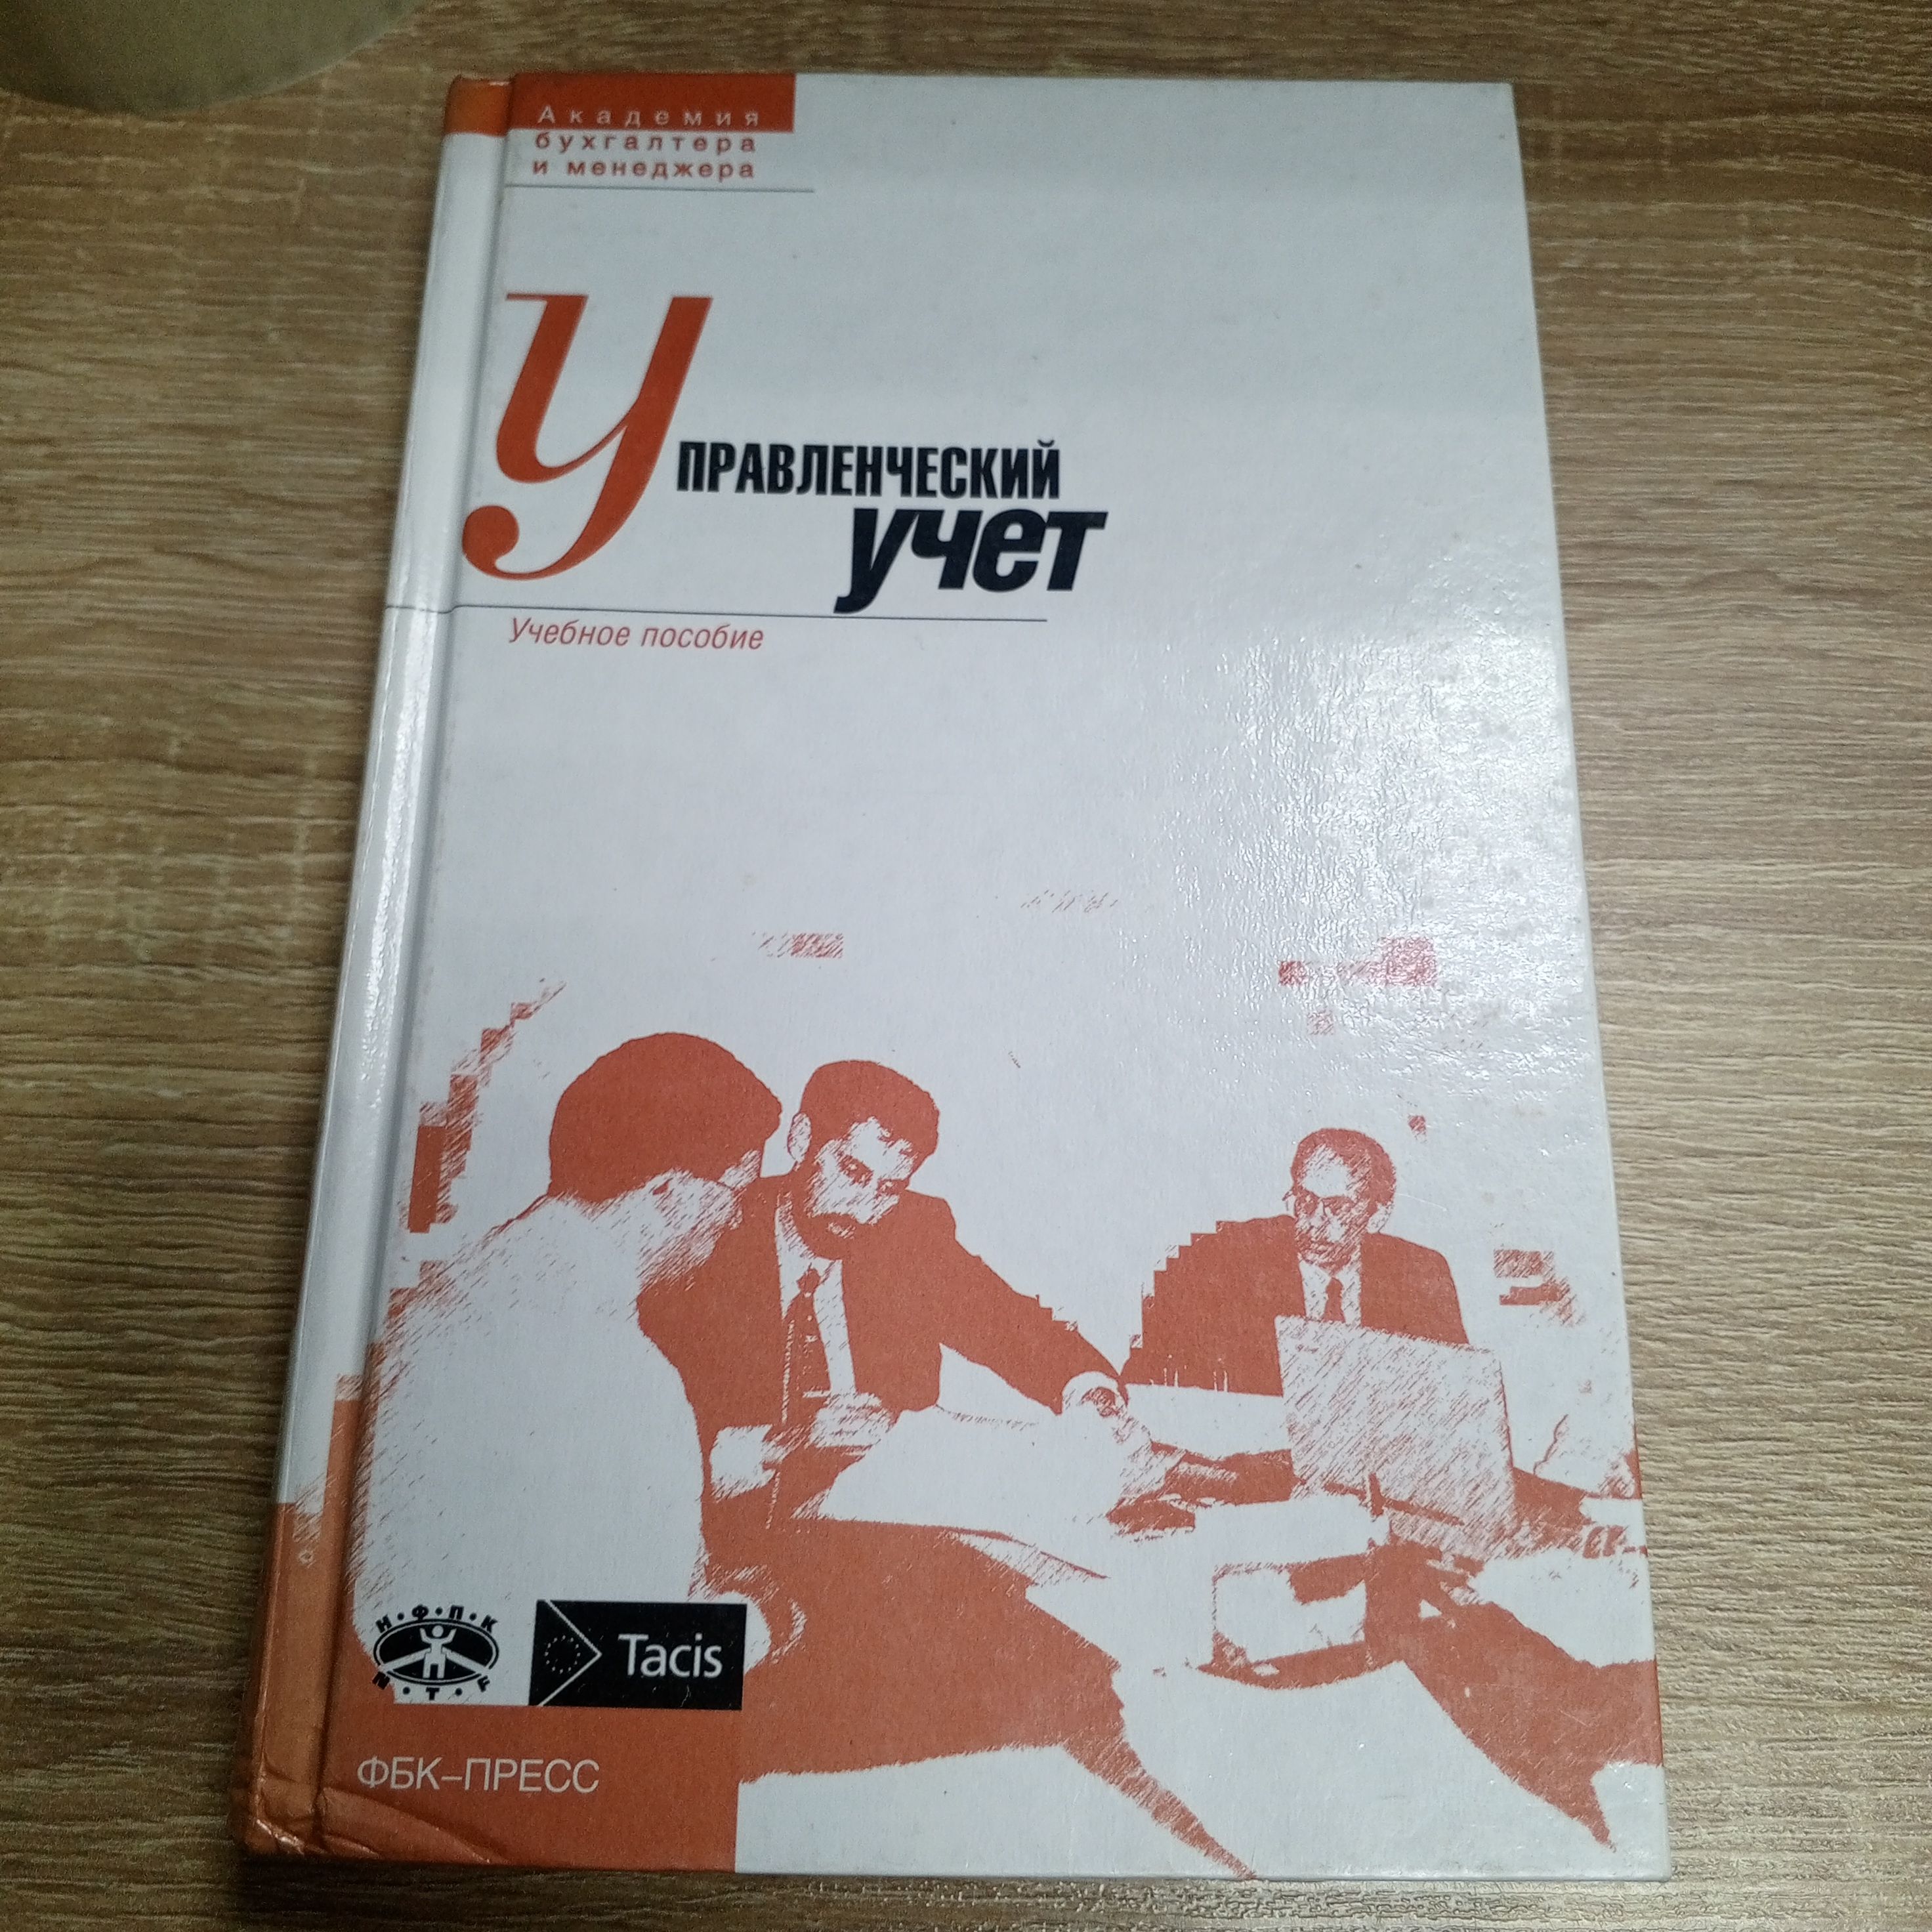 Академия
бухгалтера
и менеджера
Управленческий
учет
Учебное пособие
Н·Ф·П·К
N·T·F
Tacis
ФБК–ПРЕСС